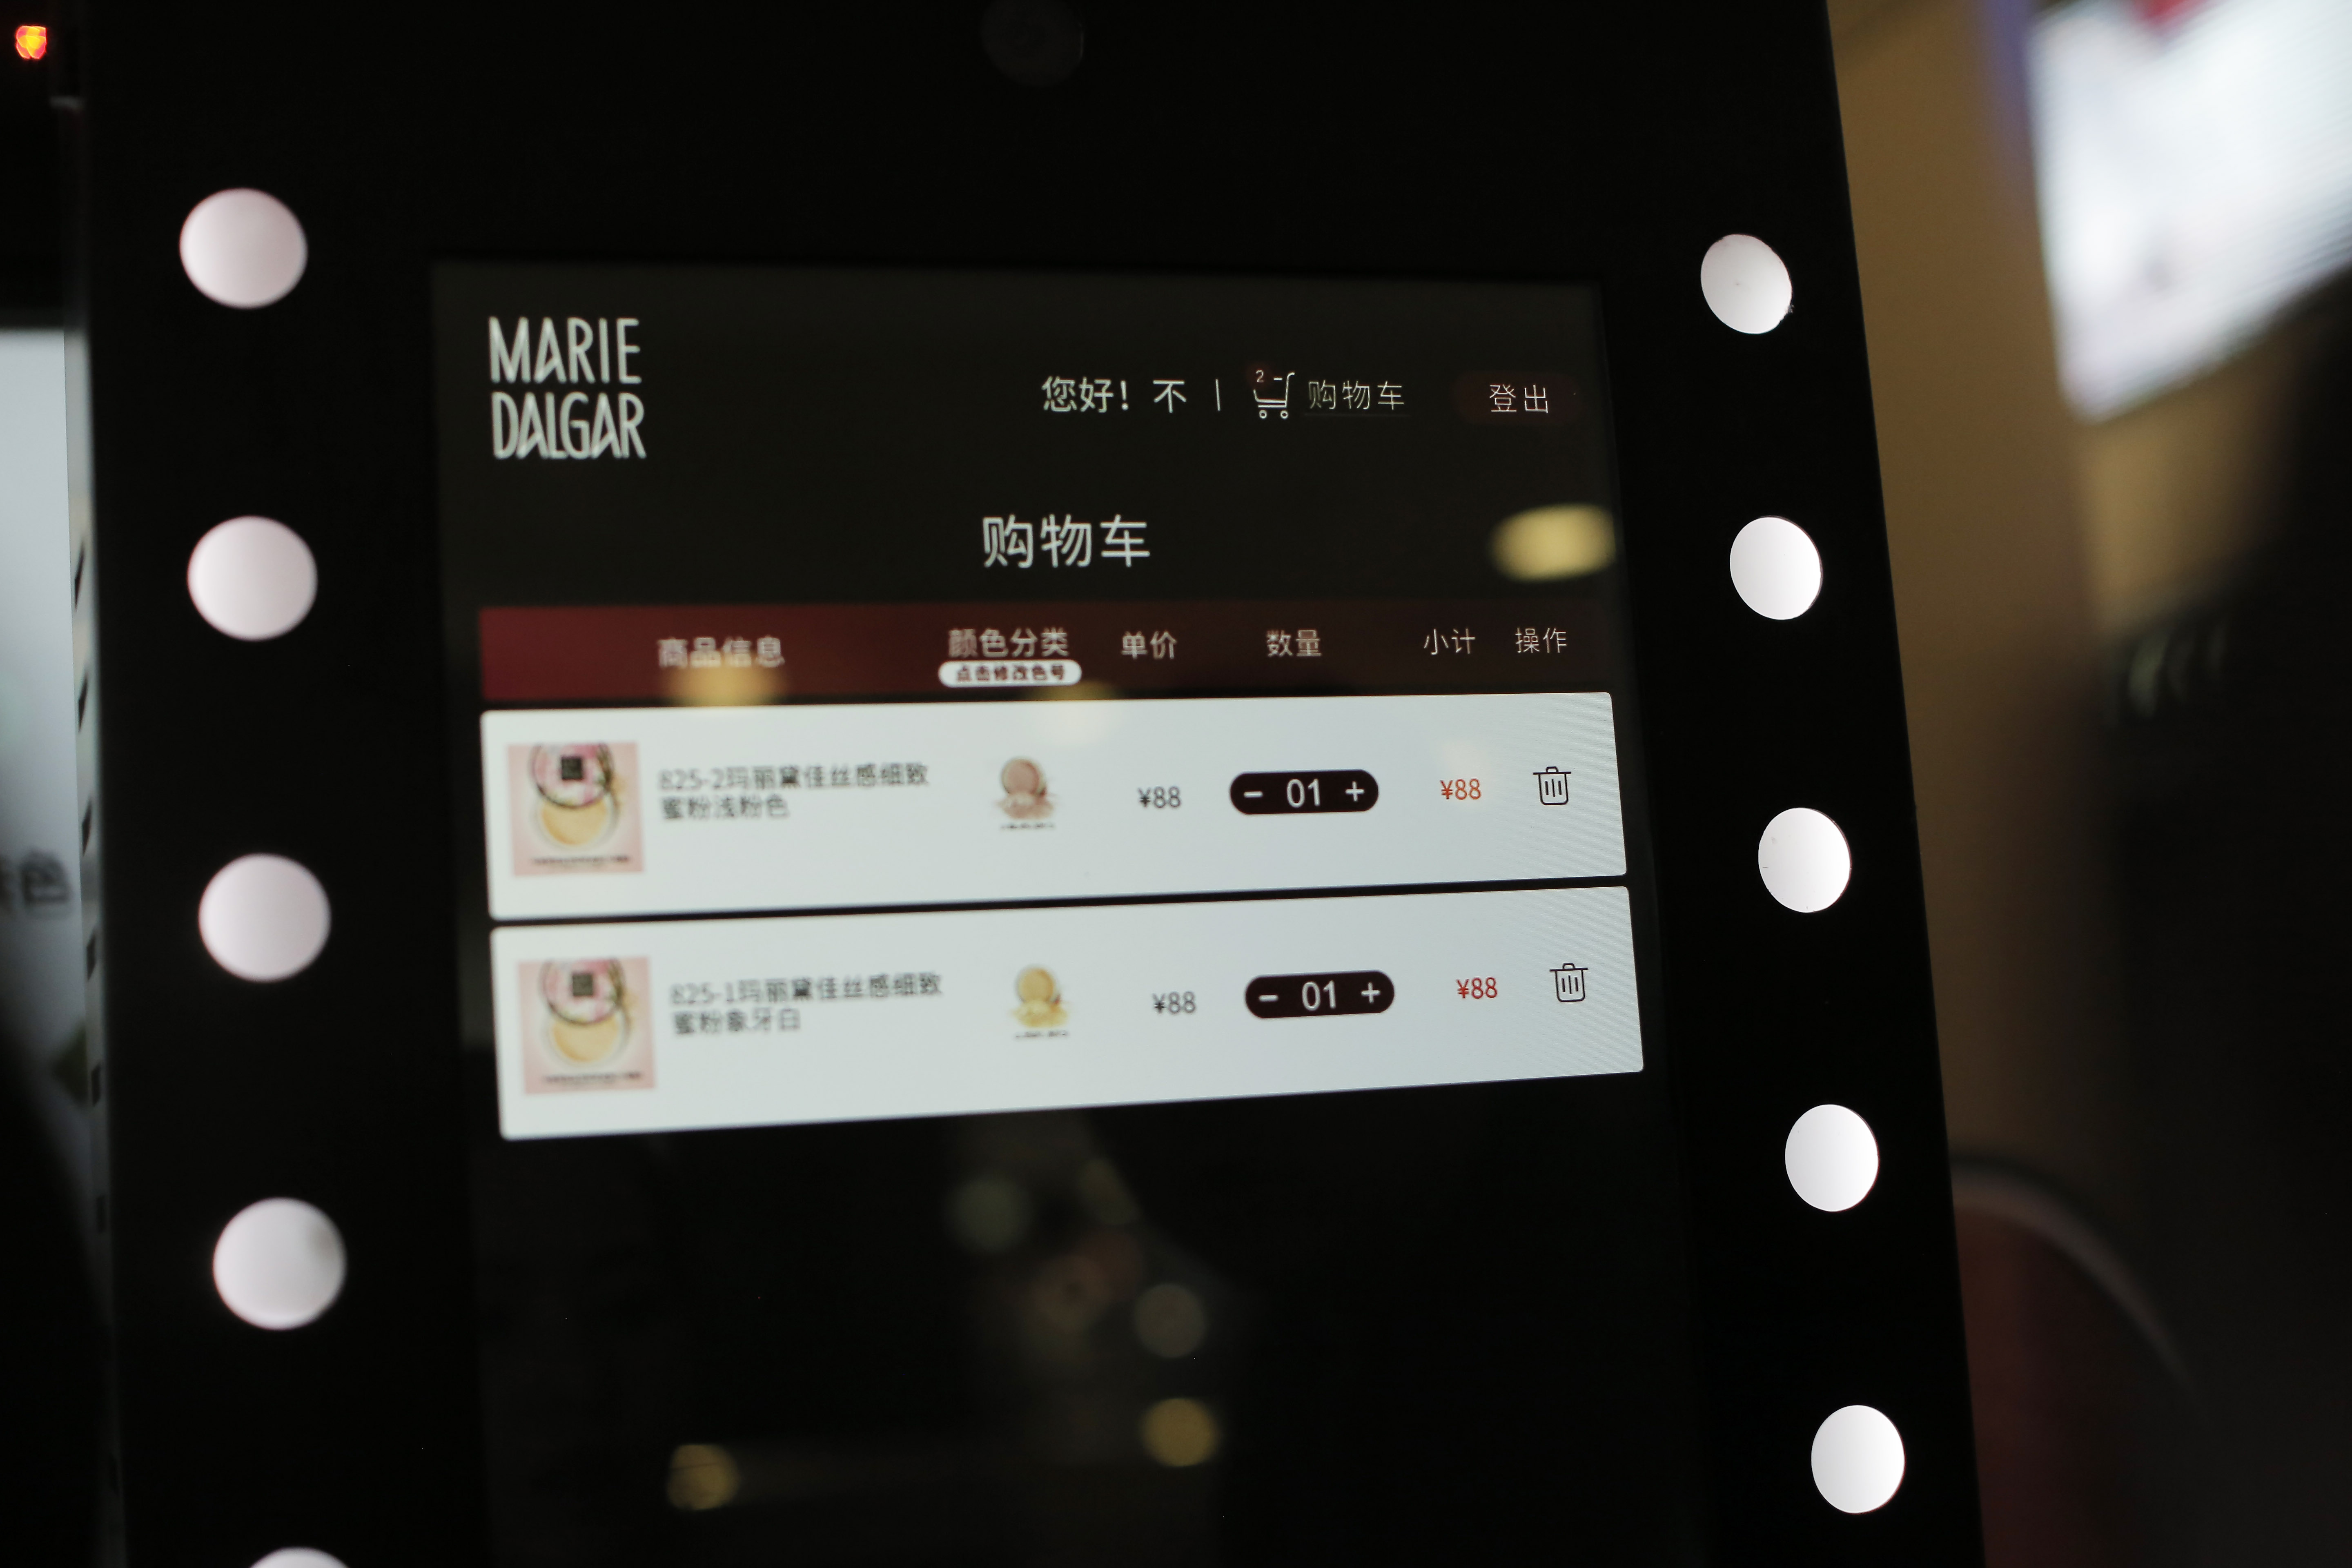 MARIE
DALGAR
您好！不 | 2 购物车 登出
购物车
商品信息 颜色分类 单价 数量 小计 操作
点击修改色号
825-2玛丽黛佳丝感细致
蜜粉浅粉色
¥88 − 01 + ¥88
825-1玛丽黛佳丝感细致
蜜粉象牙白
¥88 − 01 + ¥88